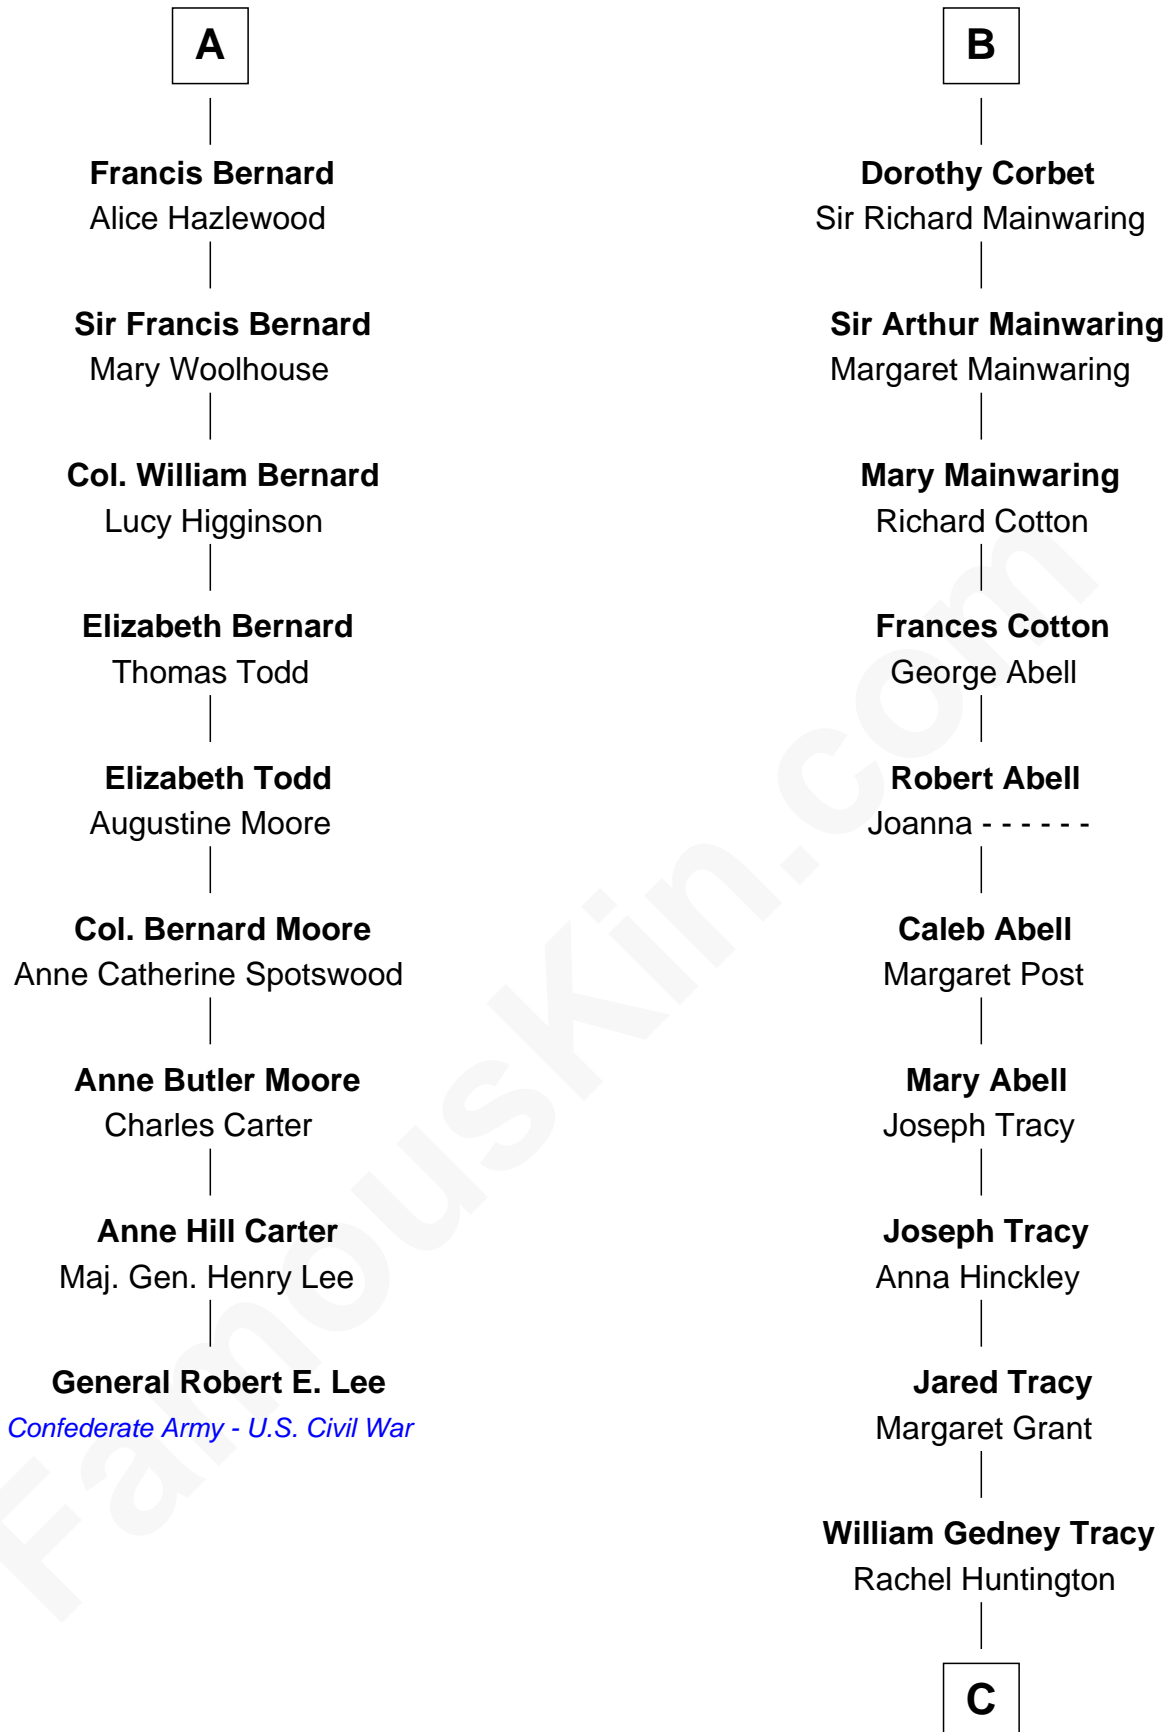 A
Francis Bernard
Alice Hazlewood
Sir Francis Bernard
Mary Woolhouse
Col. William Bernard
Lucy Higginson
Elizabeth Bernard
Thomas Todd
Elizabeth Todd
Augustine Moore
Col. Bernard Moore
Anne Catherine Spotswood
Anne Butler Moore
Charles Carter
Anne Hill Carter
Maj. Gen. Henry Lee
General Robert E. Lee
Confederate Army - U.S. Civil War
B
Dorothy Corbet
Sir Richard Mainwaring
Sir Arthur Mainwaring
Margaret Mainwaring
Mary Mainwaring
Richard Cotton
Frances Cotton
George Abell
Robert Abell
Joanna - - - - - -
Caleb Abell
Margaret Post
Mary Abell
Joseph Tracy
Joseph Tracy
Anna Hinckley
Jared Tracy
Margaret Grant
William Gedney Tracy
Rachel Huntington
C
FamousKin.com